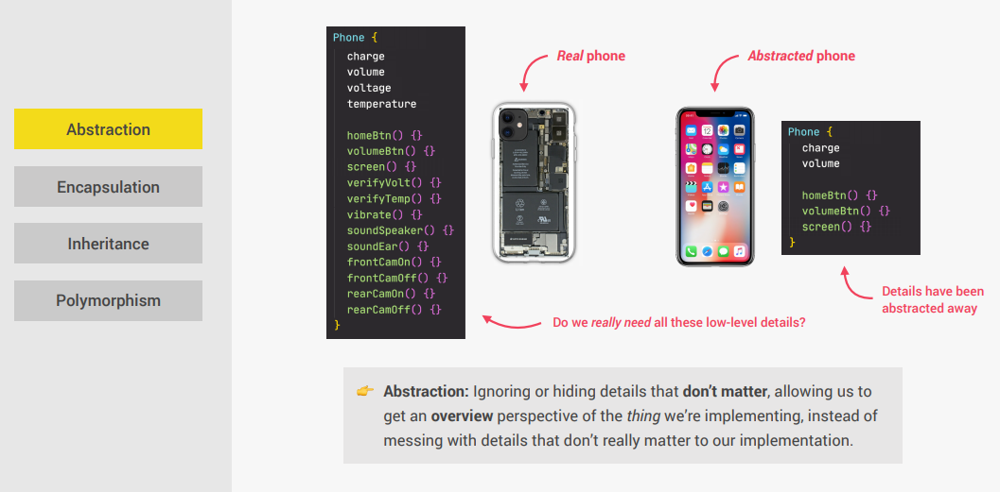 Abstraction
Encapsulation
Inheritance
Polymorphism
Phone {
charge
volume
voltage
temperature
homeBtn() {}
volumeBtn() {}
screen() {}
verifyVolt() {}
verifyTemp() {}
vibrate() {}
soundSpeaker() {}
soundEar() {}
frontCamOn() {}
frontCamOff() {}
rearCamOn() {}
rearCamOff() {}
}
Real phone
Abstracted phone
Phone {
charge
volume
homeBtn() {}
volumeBtn() {}
screen() {}
}
Details have been
abstracted away
Do we really need all these low-level details?
👉 Abstraction: Ignoring or hiding details that don’t matter, allowing us to
get an overview perspective of the thing we’re implementing, instead of
messing with details that don’t really matter to our implementation.